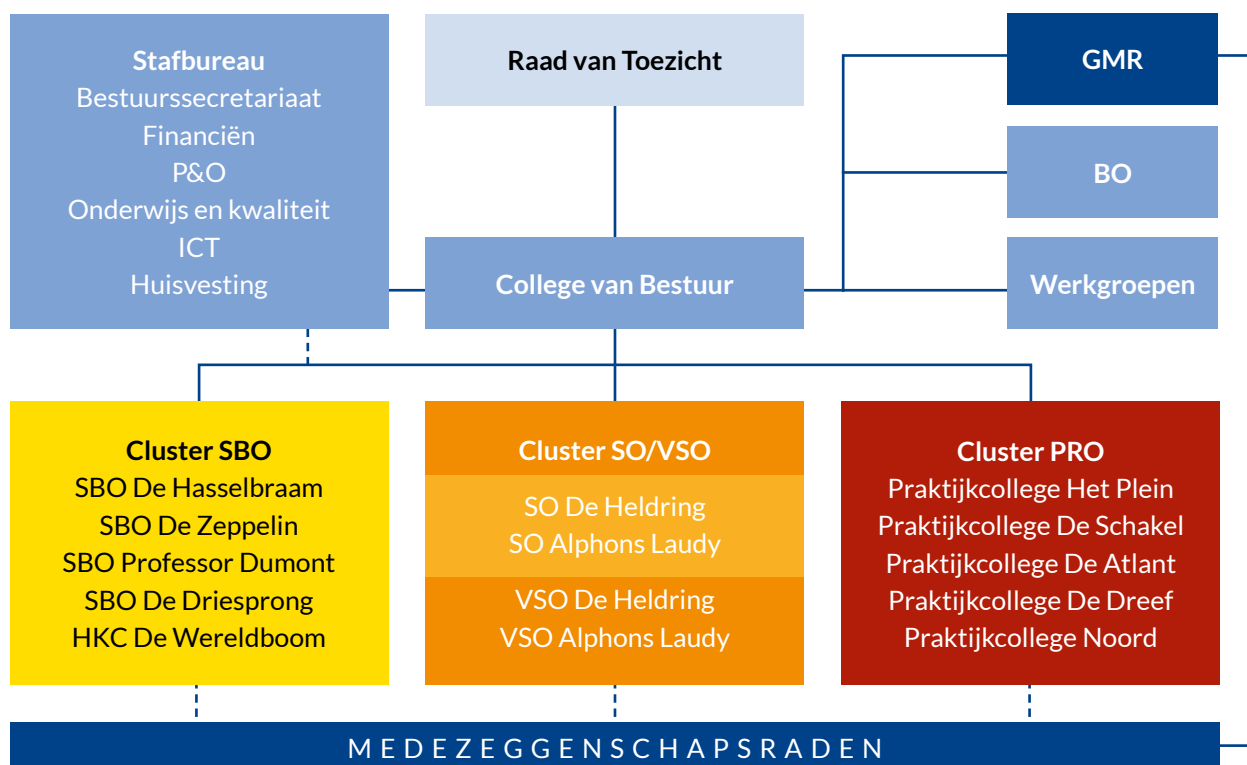 Stafbureau
Bestuurssecretariaat
Financiën
P&O
Onderwijs en kwaliteit
ICT
Huisvesting
Raad van Toezicht
College van Bestuur
GMR
BO
Werkgroepen
Cluster SBO
SBO De Hasselbraam
SBO De Zeppelin
SBO Professor Dumont
SBO De Driesprong
HKC De Wereldboom
Cluster SO/VSO
SO De Heldring
SO Alphons Laudy
VSO De Heldring
VSO Alphons Laudy
Cluster PRO
Praktijkcollege Het Plein
Praktijkcollege De Schakel
Praktijkcollege De Atlant
Praktijkcollege De Dreef
Praktijkcollege Noord
MEDEZEGGENSCHAPSRADEN